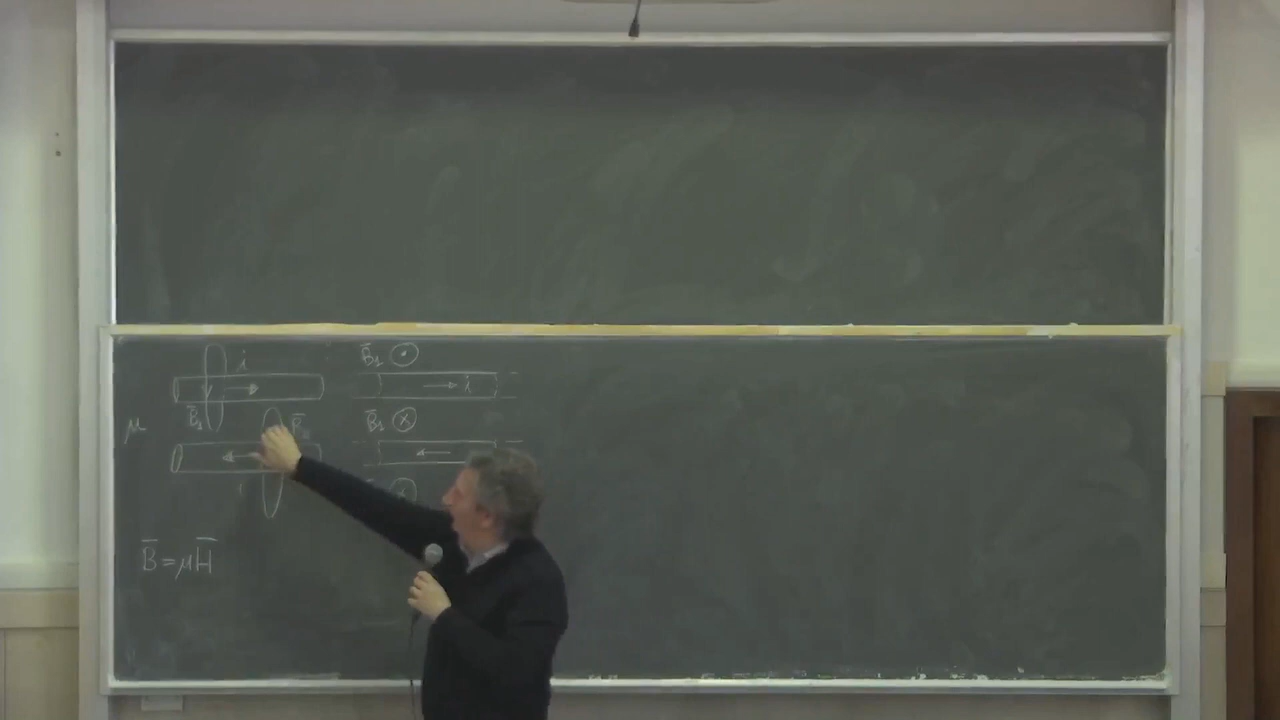 i B̄₁ ⊙
→ → i
B̄₁ B̄₂ B̄₁ ⊗
μ
← ←
i
B̄ = μH̄